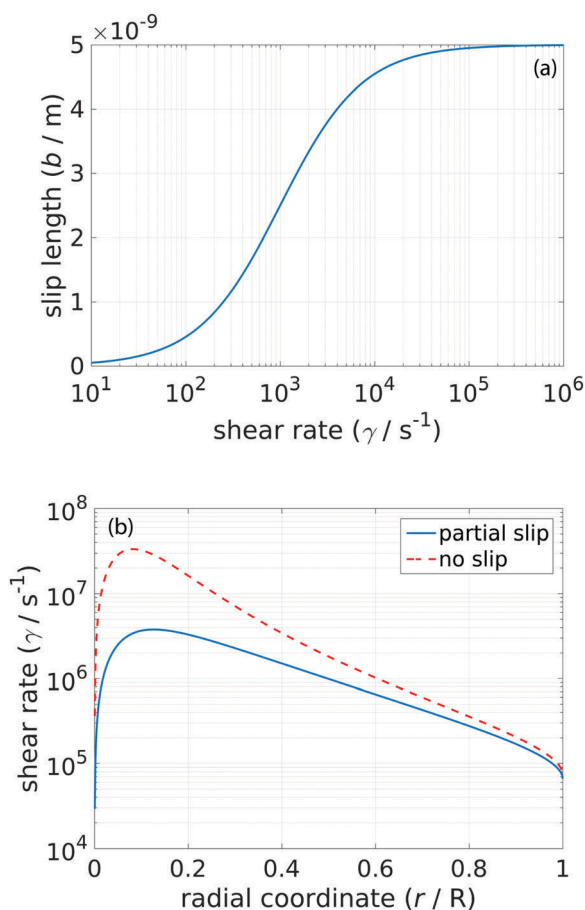 ×10⁻⁹
5
4
3
2
1
0
(a)
slip length (b / m)
10¹ 10² 10³ 10⁴ 10⁵ 10⁶
shear rate (γ / s⁻¹)
10⁸
10⁷
10⁶
10⁵
10⁴
(b)
partial slip
no slip
shear rate (γ / s⁻¹)
0 0.2 0.4 0.6 0.8 1
radial coordinate (r / R)